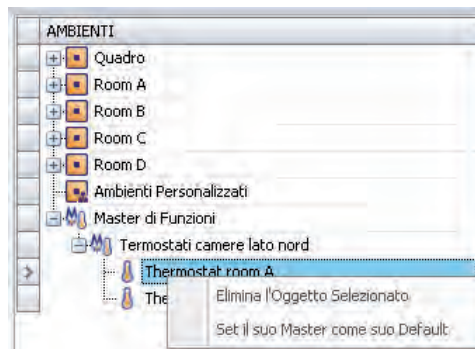 AMBIENTI
Quadro
Room A
Room B
Room C
Room D
Ambienti Personalizzati
Master di Funzioni
Termostati camere lato nord
Thermostat room A
The
Elimina l'Oggetto Selezionato
Set il suo Master come suo Default